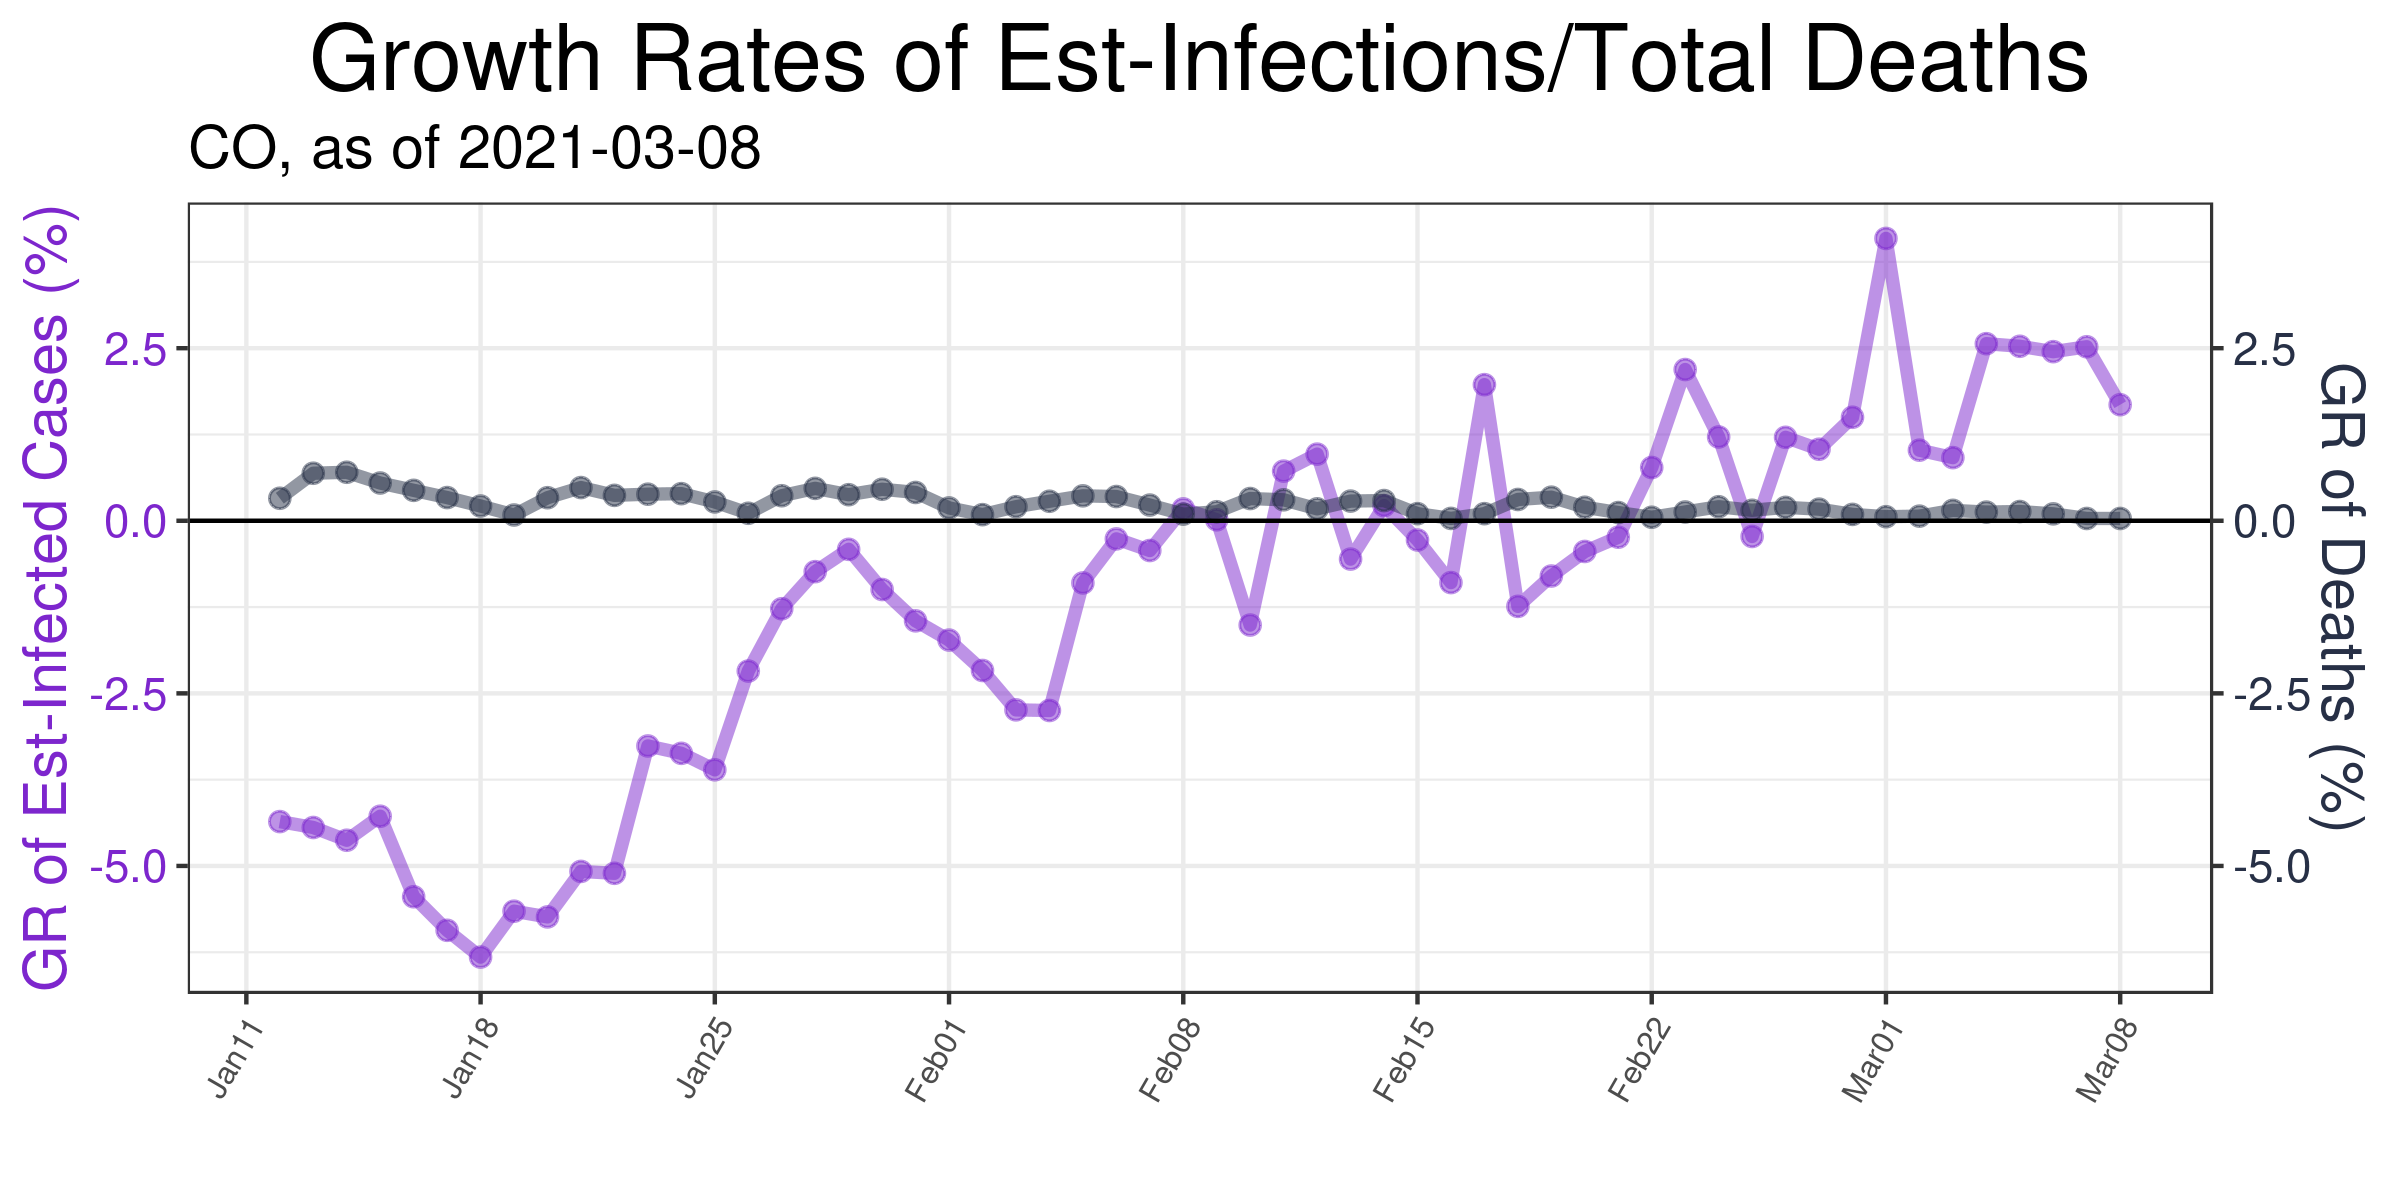 Growth Rates of Est-Infections/Total Deaths
CO, as of 2021-03-08
GR of Est-Infected Cases (%)
2.5
0.0
-2.5
-5.0
2.5
0.0
-2.5
-5.0
GR of Deaths (%)
Jan11
Jan18
Jan25
Feb01
Feb08
Feb15
Feb22
Mar01
Mar08